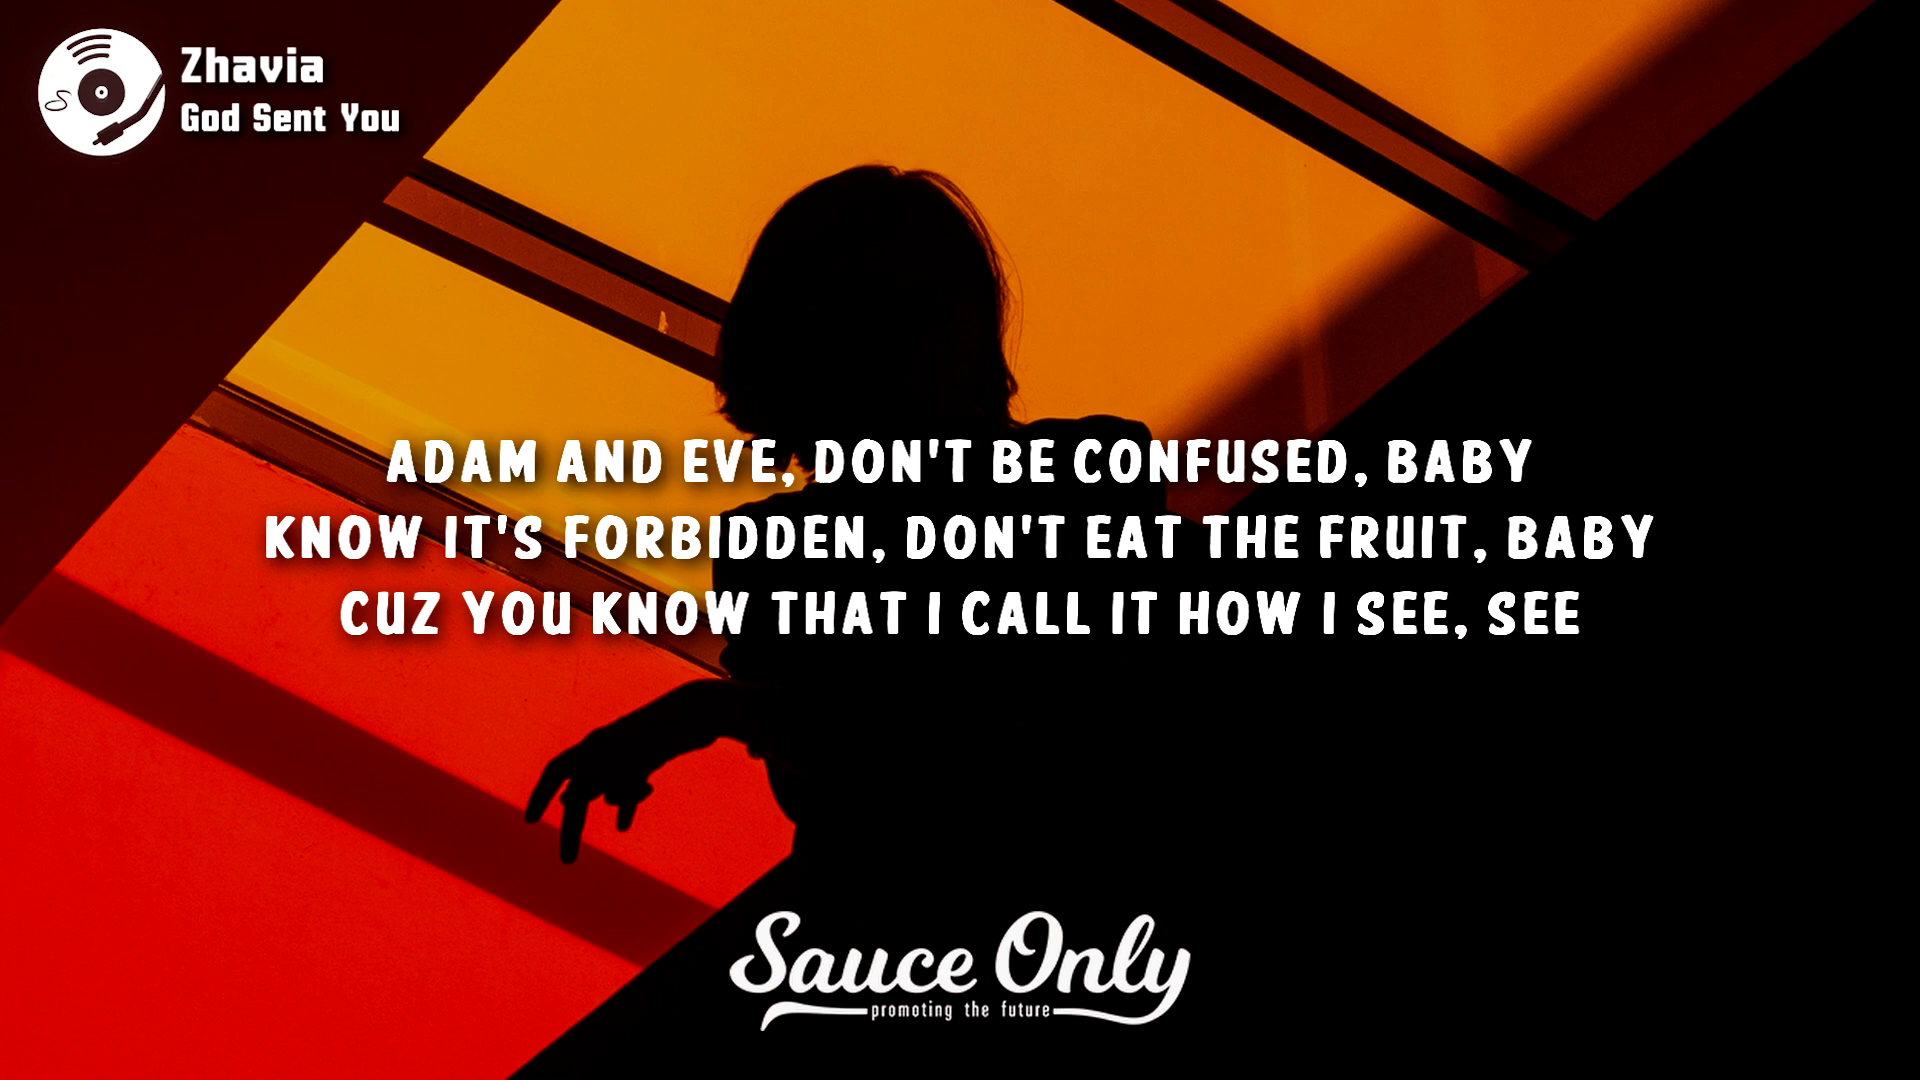 Zhavia
God Sent You
ADAM AND EVE, DON'T BE CONFUSED, BABY
KNOW IT'S FORBIDDEN, DON'T EAT THE FRUIT, BABY
CUZ YOU KNOW THAT I CALL IT HOW I SEE, SEE
Sauce Only
promoting the future